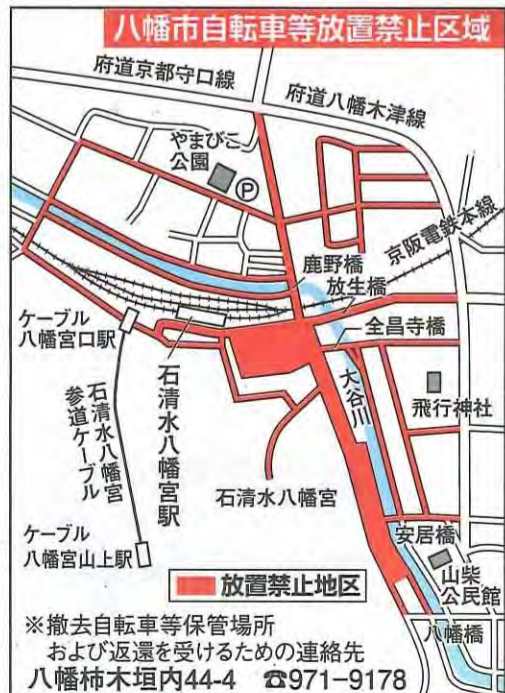 八幡市自転車等放置禁止区域
府道京都守口線
府道八幡木津線
やまびこ
公園
P
京阪電鉄本線
鹿野橋
放生橋
全昌寺橋
ケーブル
八幡宮口駅
石清水八幡宮
参道ケーブル
石清水八幡宮駅
大谷川
飛行神社
石清水八幡宮
ケーブル
八幡宮山上駅
安居橋
山柴
公民館
八幡橋
放置禁止地区
※撤去自転車等保管場所
および返還を受けるための連絡先
八幡柿木垣内44-4 ☎971-9178